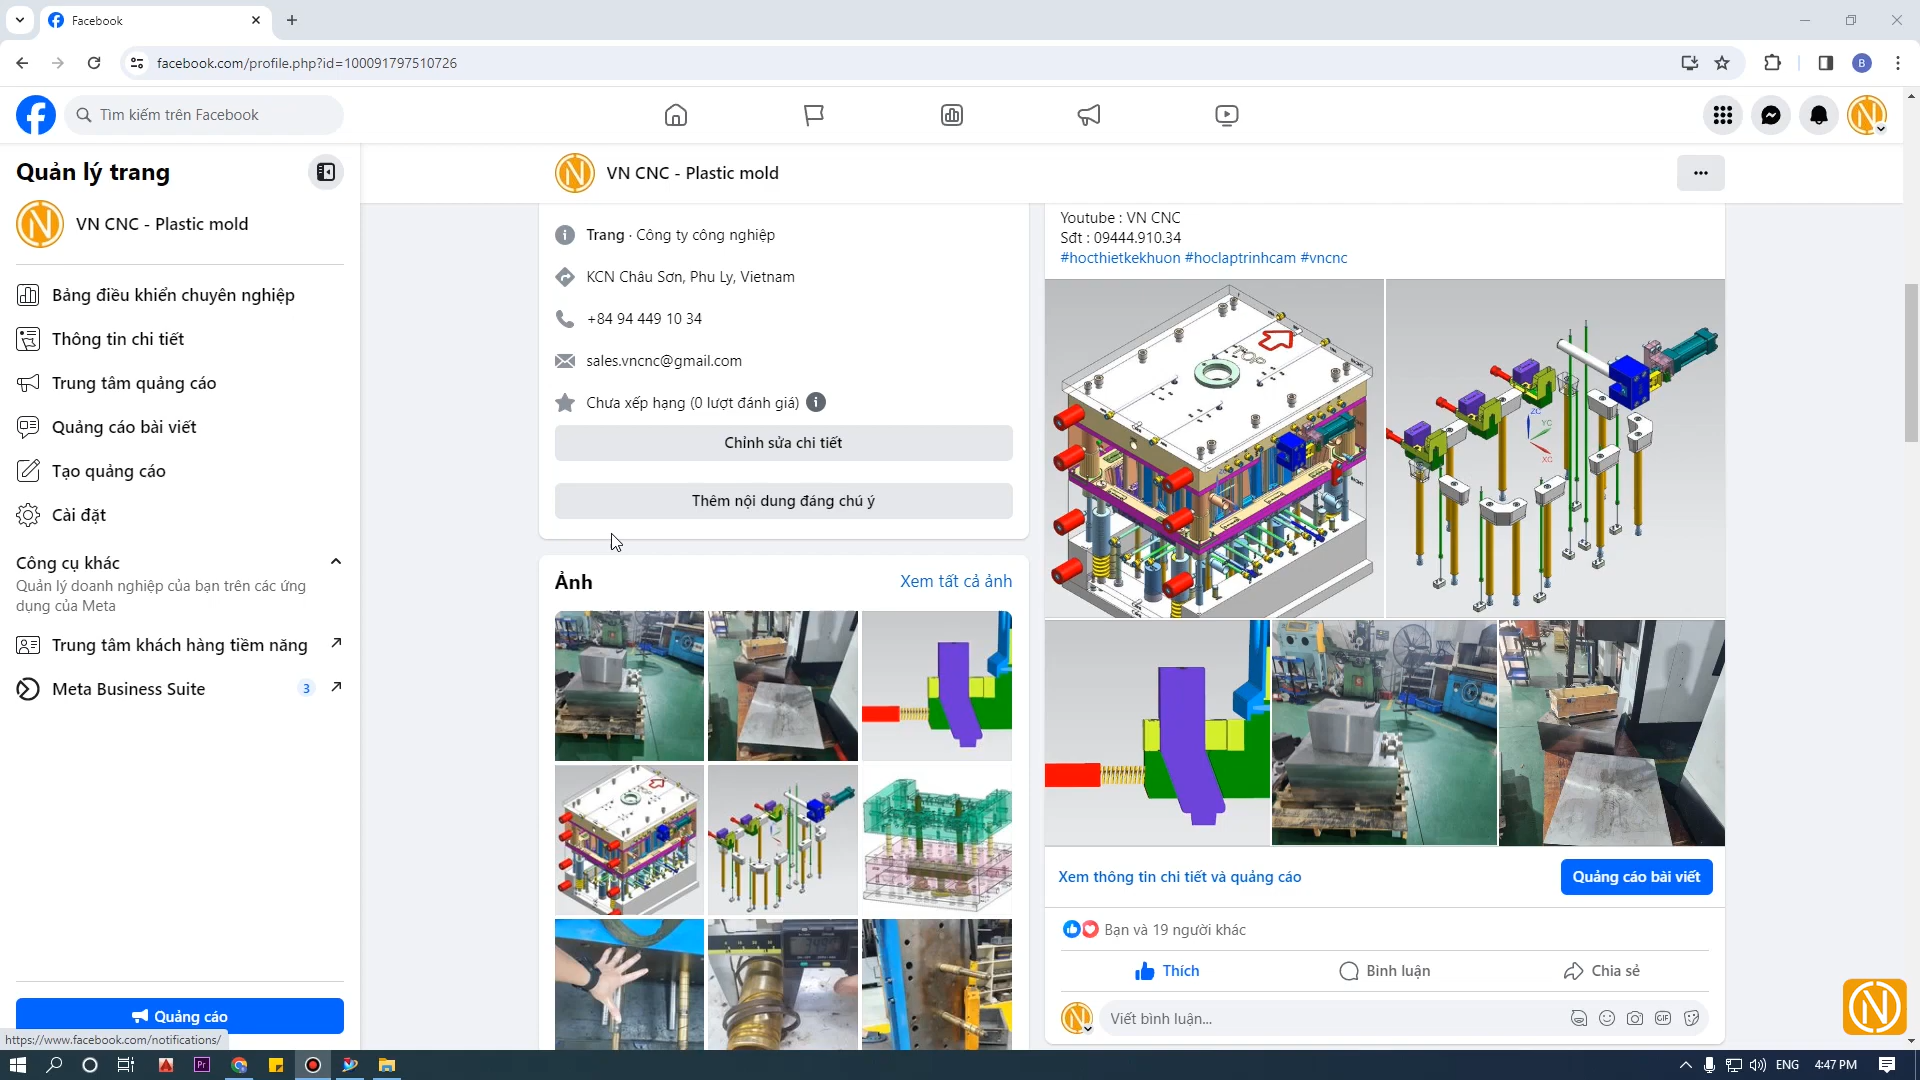 Facebook
facebook.com/profile.php?id=100091797510726
B
Tìm kiếm trên Facebook
Quản lý trang
VN CNC - Plastic mold
VN CNC - Plastic mold
Bảng điều khiển chuyên nghiệp
Thông tin chi tiết
Trung tâm quảng cáo
Quảng cáo bài viết
Tạo quảng cáo
Cài đặt
Công cụ khác
Quản lý doanh nghiệp của bạn trên các ứng
dụng của Meta
Trung tâm khách hàng tiềm năng
Meta Business Suite 3
Quảng cáo
https://www.facebook.com/notifications/
Trang · Công ty công nghiệp
KCN Châu Sơn, Phu Ly, Vietnam
+84 94 449 10 34
sales.vncnc@gmail.com
Chưa xếp hạng (0 lượt đánh giá)
Chỉnh sửa chi tiết
Thêm nội dung đáng chú ý
Ảnh
Xem tất cả ảnh
Youtube : VN CNC
Sđt : 09444.910.34
#hocthietkekhuon #hoclaptrinhcam #vncnc
TOP
ZC
YC
XC
Xem thông tin chi tiết và quảng cáo
Quảng cáo bài viết
Bạn và 19 người khác
Thích
Bình luận
Chia sẻ
Viết bình luận...
GIF
Pr
ENG
4:47 PM